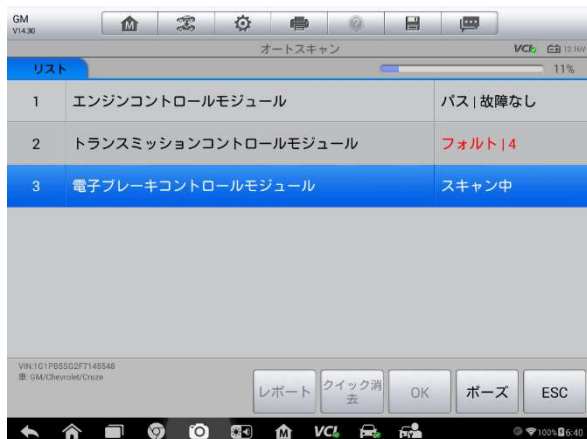 GM
V14.30
オートスキャン
VCI 12.16V
リスト
11%
1 エンジンコントロールモジュール パス | 故障なし
2 トランスミッションコントロールモジュール フォルト | 4
3 電子ブレーキコントロールモジュール スキャン中
VIN:1G1PB5SG2F7145548
車: GM/Chevrolet/Cruze
レポート
クイック消去
OK
ポーズ
ESC
VCI
100% 6:40